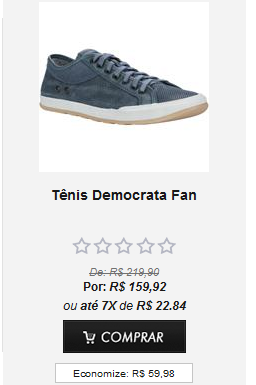 Tênis Democrata Fan
De: R$ 219,90
Por: R$ 159,92
ou até 7X de R$ 22.84
COMPRAR
Economize: R$ 59,98